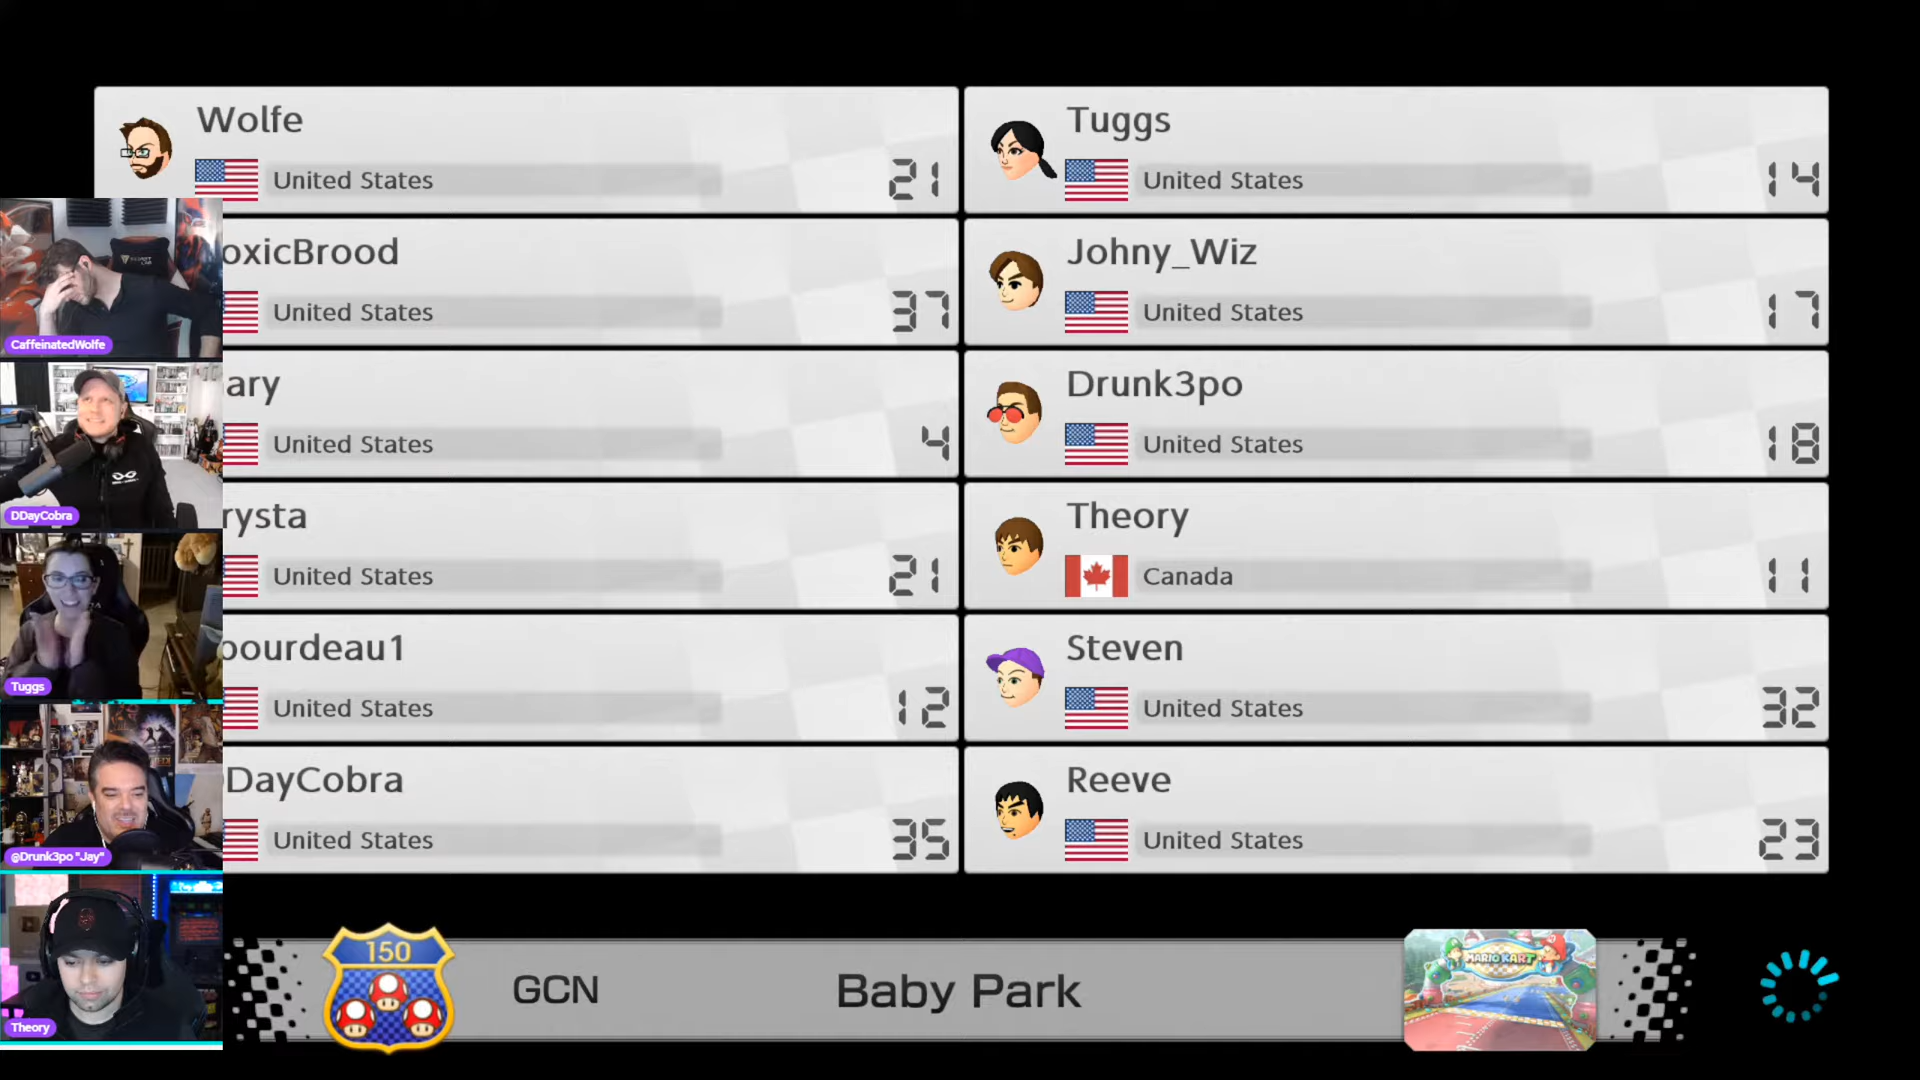 Wolfe
United States
21
Tuggs
United States
14
oxicBrood
United States
37
Johny_Wiz
United States
17
ary
United States
4
Drunk3po
United States
18
rysta
United States
21
Theory
Canada
11
bourdeau1
United States
12
Steven
United States
32
DayCobra
United States
35
Reeve
United States
23
CaffeinatedWolfe
DDayCobra
Tuggs
@Drunk3po "Jay"
Theory
150
GCN
Baby Park
MARIO KART